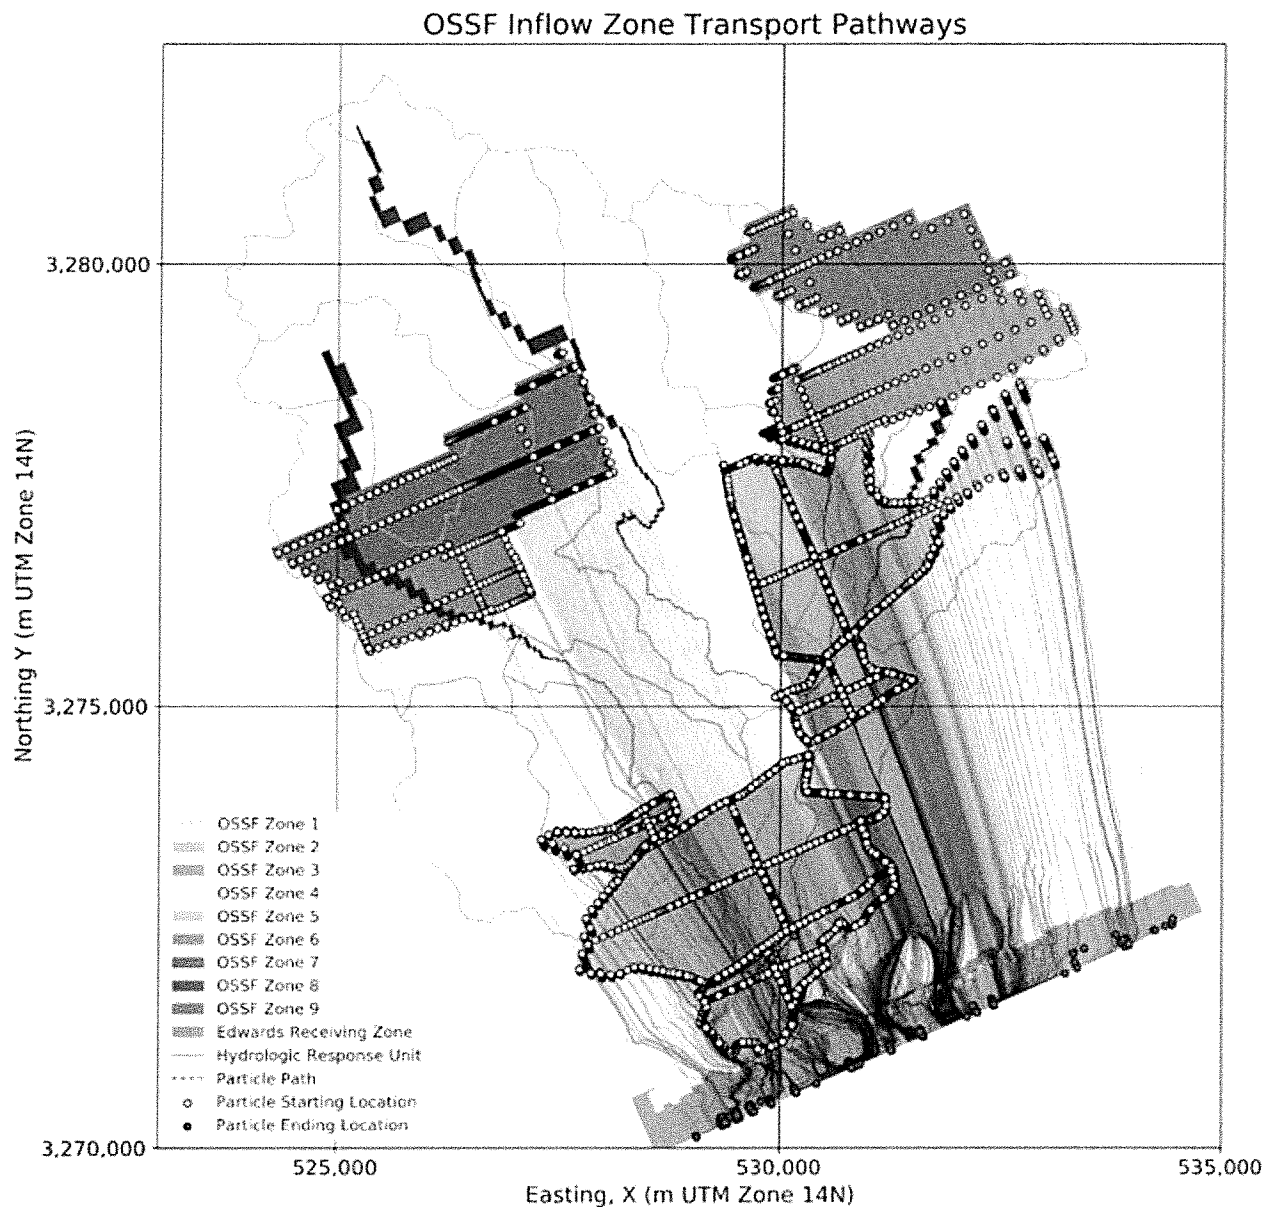 OSSF Inflow Zone Transport Pathways
3,280,000
3,275,000
3,270,000
Northing Y (m UTM Zone 14N)
OSSF Zone 1
OSSF Zone 2
OSSF Zone 3
OSSF Zone 4
OSSF Zone 5
OSSF Zone 6
OSSF Zone 7
OSSF Zone 8
OSSF Zone 9
Edwards Receiving Zone
Hydrologic Response Unit
Particle Path
Particle Starting Location
Particle Ending Location
525,000
530,000
535,000
Easting, X (m UTM Zone 14N)